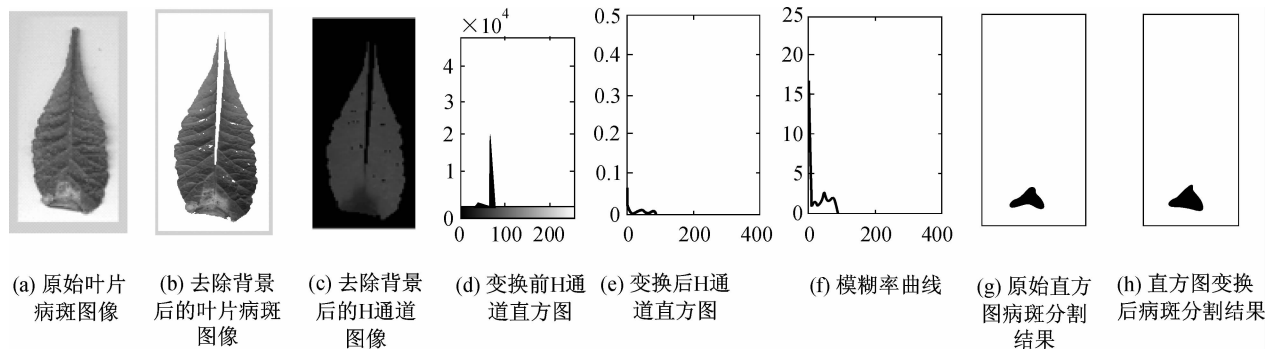 ×10⁴
4
3
2
1
0
0 100 200
0.5
0.4
0.3
0.2
0.1
0
0 200 400
25
20
15
10
5
0
0 200 400
(a) 原始叶片
病斑图像
(b) 去除背景
后的叶片病斑
图像
(c) 去除背景
后的H通道
图像
(d) 变换前H通
道直方图
(e) 变换后H通
道直方图
(f) 模糊率曲线
(g) 原始直方
图病斑分割
结果
(h) 直方图变换
后病斑分割结果